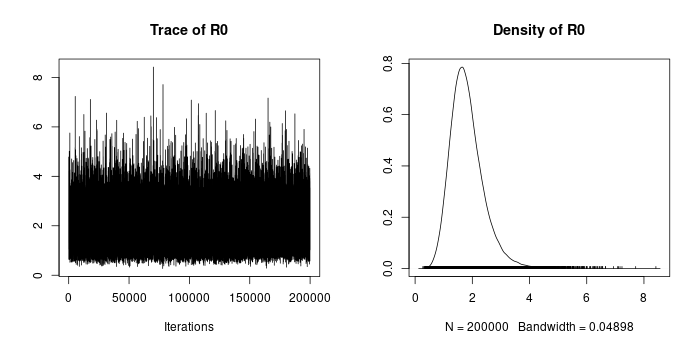 Trace of R0
8
6
4
2
0
0 50000 100000 150000 200000
Iterations
Density of R0
0.8
0.6
0.4
0.2
0.0
0 2 4 6 8
N = 200000 Bandwidth = 0.04898